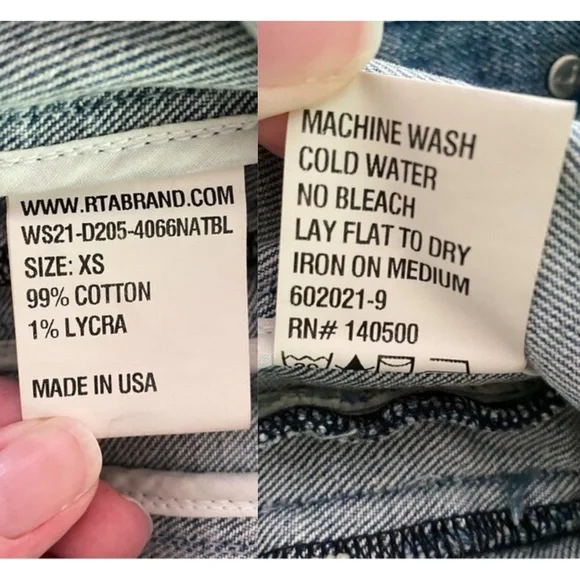 WWW.RTABRAND.COM
WS21-D205-4066NATBL
SIZE: XS
99% COTTON
1% LYCRA
MADE IN USA
MACHINE WASH
COLD WATER
NO BLEACH
LAY FLAT TO DRY
IRON ON MEDIUM
602021-9
RN# 140500